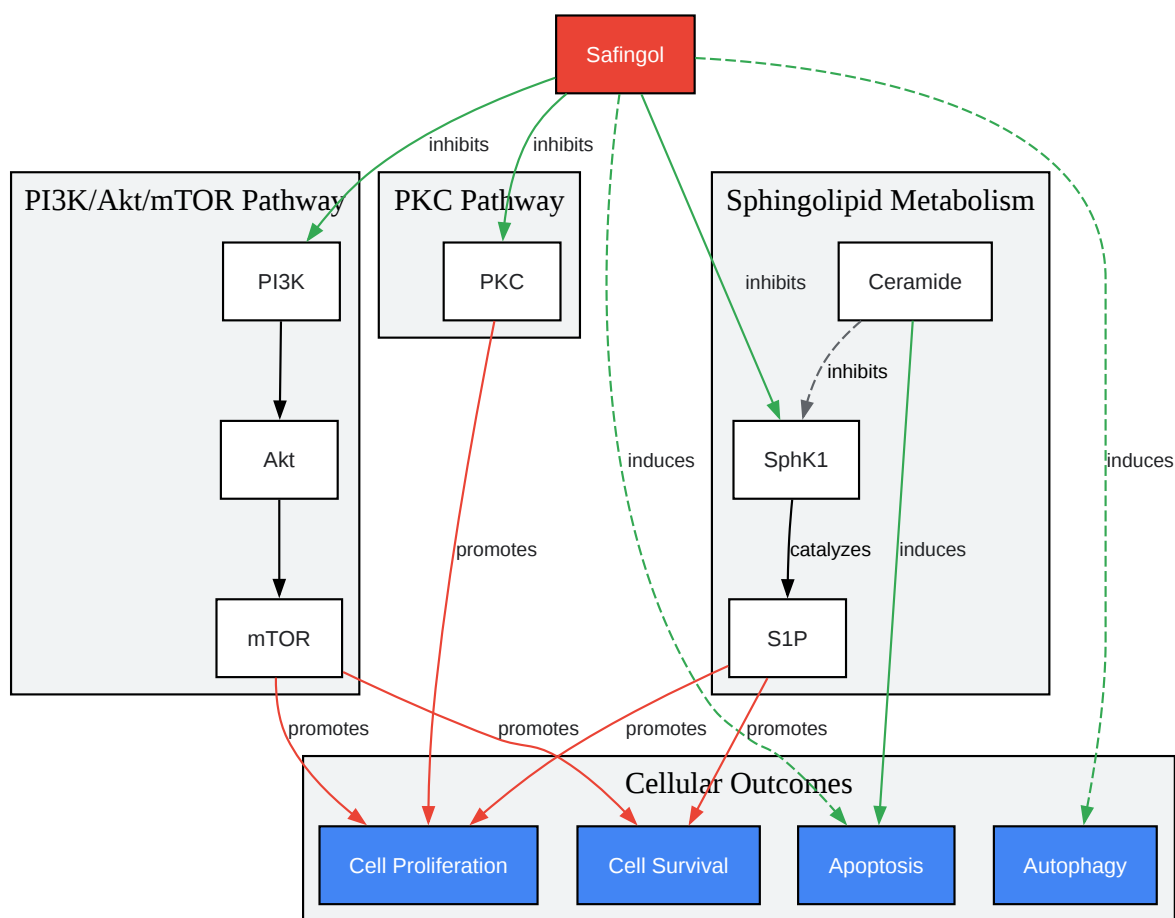 Safingol
inhibits
inhibits
PI3K/Akt/mTOR Pathway
PKC Pathway
Sphingolipid Metabolism
PI3K
PKC
inhibits
Ceramide
inhibits
Akt
induces
SphK1
induces
promotes
catalyzes
induces
mTOR
S1P
promotes
promotes
promotes
promotes
Cellular Outcomes
Cell Proliferation
Cell Survival
Apoptosis
Autophagy